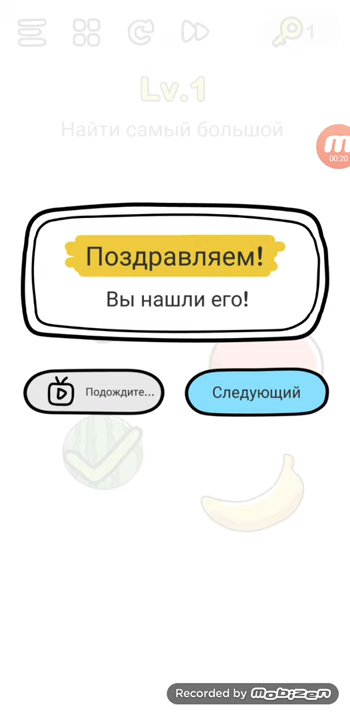 1
Lv.1
Найти самый большой
00:20
Поздравляем!
Вы нашли его!
Подождите...
Следующий
Recorded by mobizen